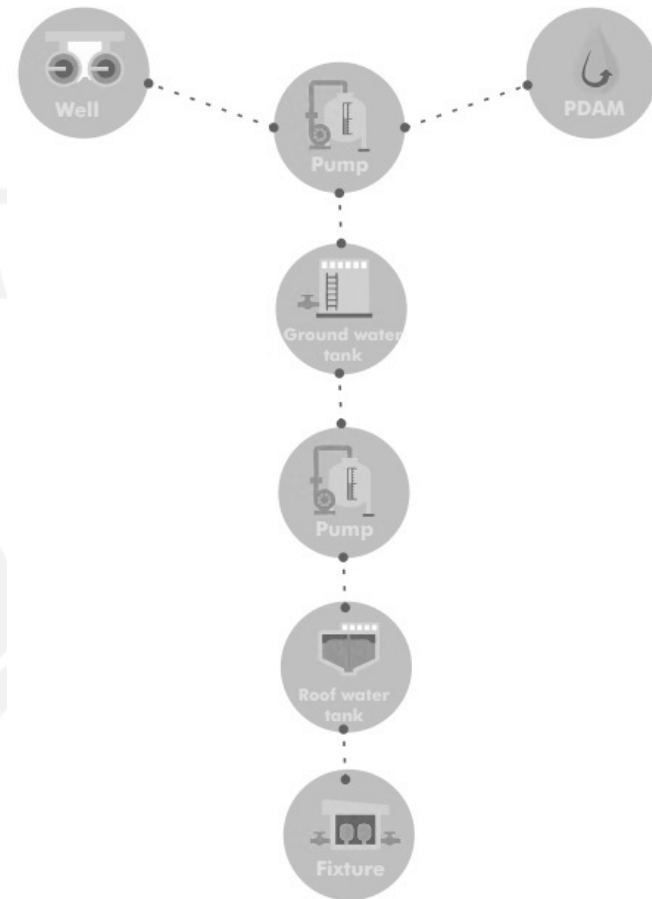 Well
PDAM
Pump
Ground water
tank
Pump
Roof water
tank
Fixture